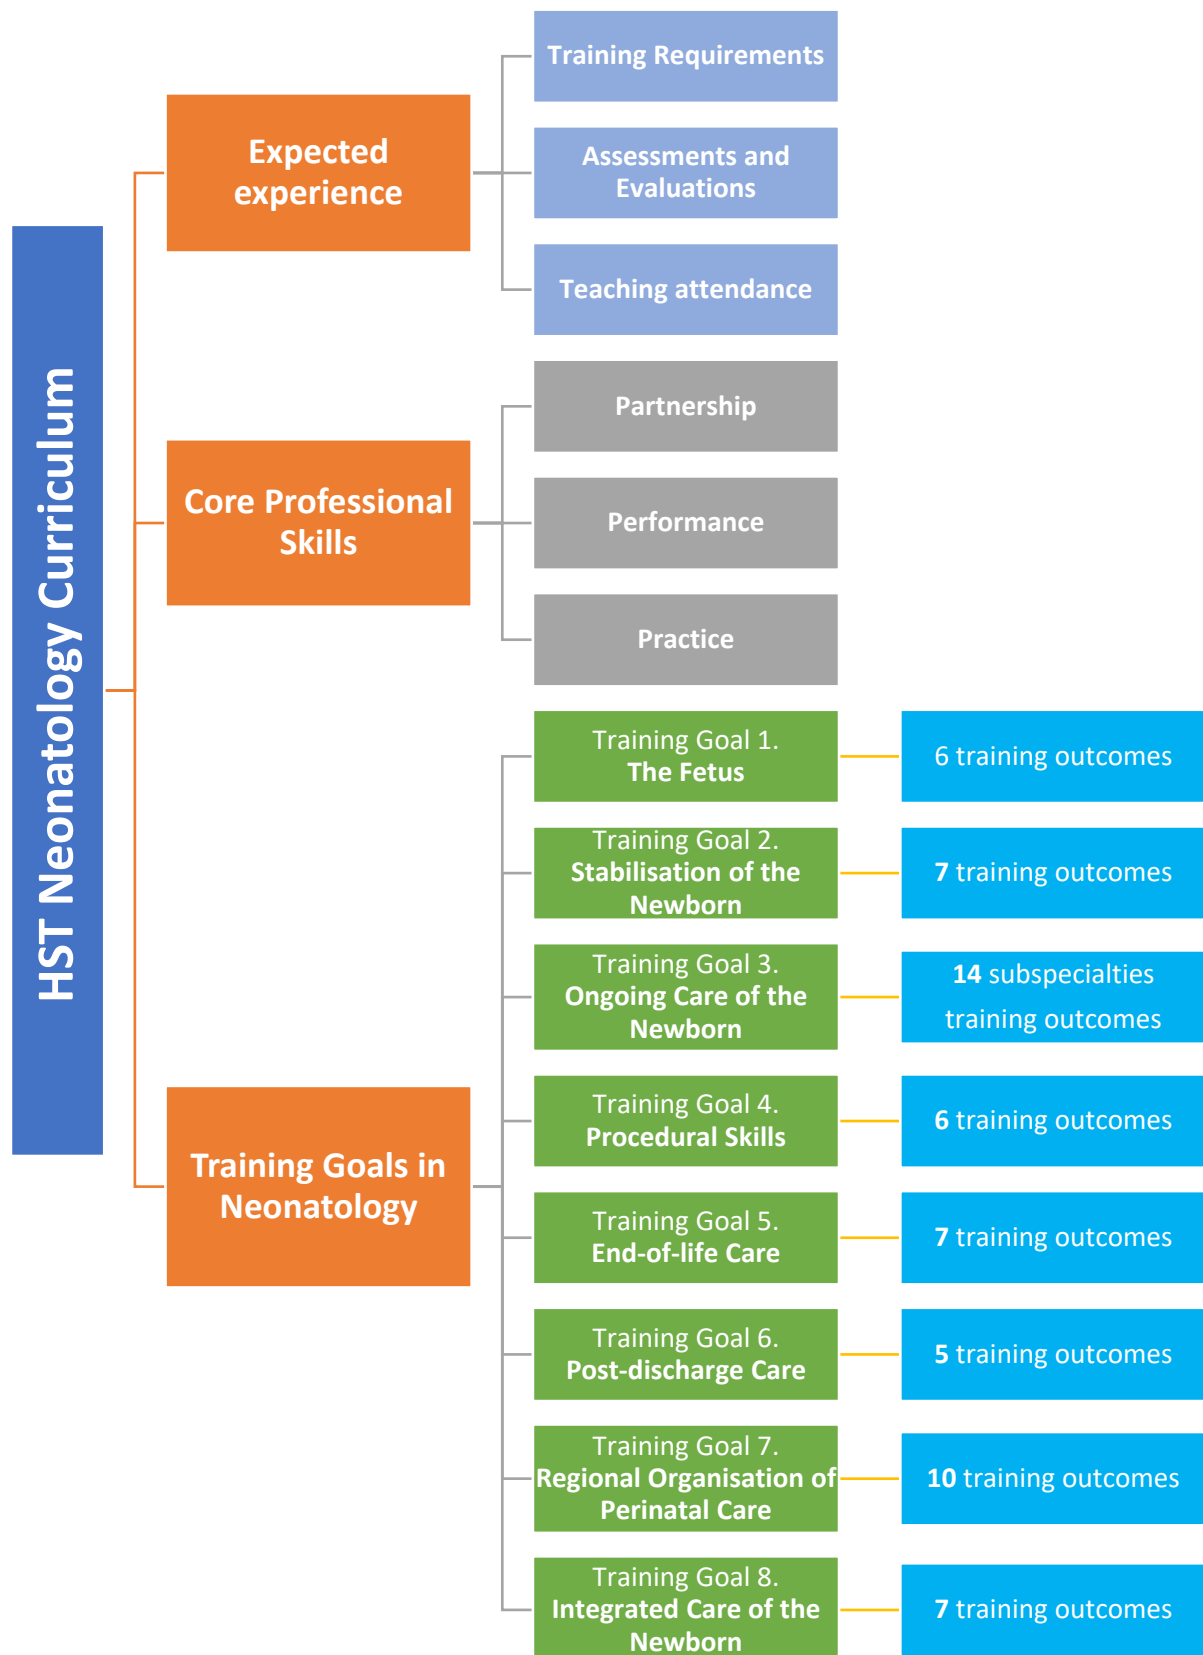 HST Neonatology Curriculum
Expected
experience
Training Requirements
Assessments and
Evaluations
Teaching attendance
Core Professional
Skills
Partnership
Performance
Practice
Training Goals in
Neonatology
Training Goal 1.
The Fetus
6 training outcomes
Training Goal 2.
Stabilisation of the
Newborn
7 training outcomes
Training Goal 3.
Ongoing Care of the
Newborn
14 subspecialties
training outcomes
Training Goal 4.
Procedural Skills
6 training outcomes
Training Goal 5.
End-of-life Care
7 training outcomes
Training Goal 6.
Post-discharge Care
5 training outcomes
Training Goal 7.
Regional Organisation of
Perinatal Care
10 training outcomes
Training Goal 8.
Integrated Care of the
Newborn
7 training outcomes